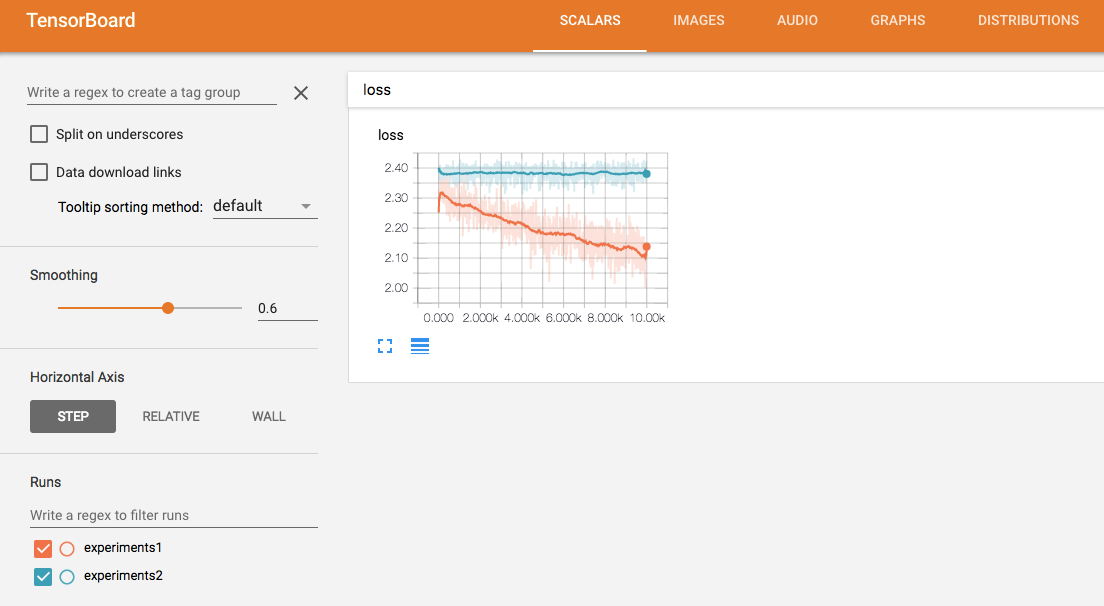 TensorBoard
SCALARS IMAGES AUDIO GRAPHS DISTRIBUTIONS
Write a regex to create a tag group
Split on underscores
Data download links
Tooltip sorting method: default
Smoothing
0.6
Horizontal Axis
STEP RELATIVE WALL
Runs
Write a regex to filter runs
experiments1
experiments2
loss
loss
2.40
2.30
2.20
2.10
2.00
0.000 2.000k 4.000k 6.000k 8.000k 10.00k